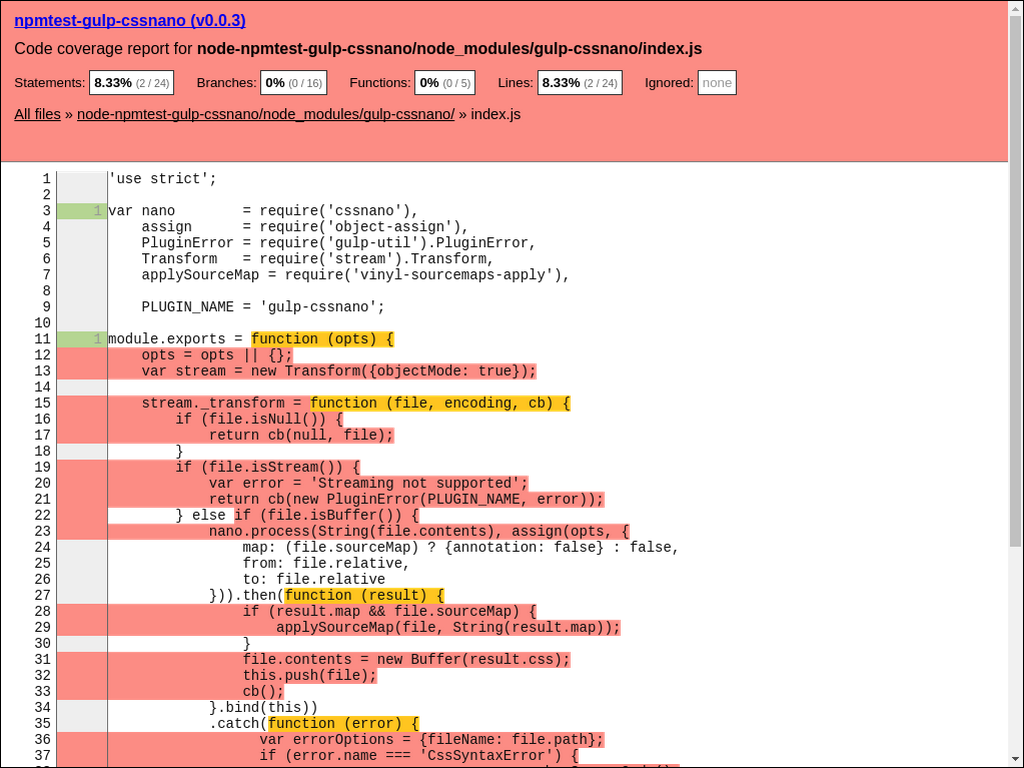 npmtest-gulp-cssnano (v0.0.3)
Code coverage report for node-npmtest-gulp-cssnano/node_modules/gulp-cssnano/index.js
Statements: 8.33% (2 / 24) Branches: 0% (0 / 16) Functions: 0% (0 / 5) Lines: 8.33% (2 / 24) Ignored: none
All files » node-npmtest-gulp-cssnano/node_modules/gulp-cssnano/ » index.js
1 'use strict';
2
3 1 var nano        = require('cssnano'),
4     assign      = require('object-assign'),
5     PluginError = require('gulp-util').PluginError,
6     Transform   = require('stream').Transform,
7     applySourceMap = require('vinyl-sourcemaps-apply'),
8
9     PLUGIN_NAME = 'gulp-cssnano';
10
11 1 module.exports = function (opts) {
12     opts = opts || {};
13     var stream = new Transform({objectMode: true});
14
15     stream._transform = function (file, encoding, cb) {
16         if (file.isNull()) {
17             return cb(null, file);
18         }
19         if (file.isStream()) {
20             var error = 'Streaming not supported';
21             return cb(new PluginError(PLUGIN_NAME, error));
22         } else if (file.isBuffer()) {
23             nano.process(String(file.contents), assign(opts, {
24                 map: (file.sourceMap) ? {annotation: false} : false,
25                 from: file.relative,
26                 to: file.relative
27             })).then(function (result) {
28                 if (result.map && file.sourceMap) {
29                     applySourceMap(file, String(result.map));
30                 }
31                 file.contents = new Buffer(result.css);
32                 this.push(file);
33                 cb();
34             }.bind(this))
35             .catch(function (error) {
36                   var errorOptions = {fileName: file.path};
37                   if (error.name === 'CssSyntaxError') {